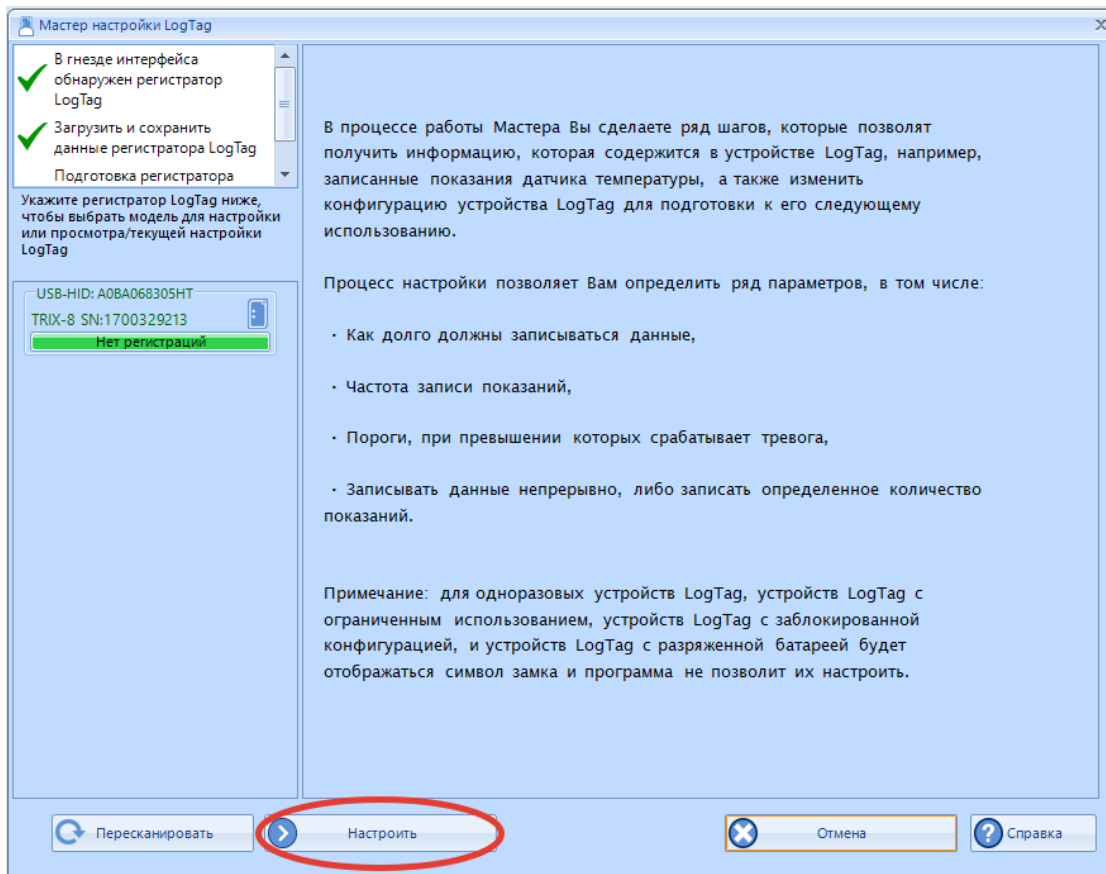 Мастер настройки LogTag
В гнезде интерфейса
обнаружен регистратор
LogTag
Загрузить и сохранить
данные регистратора LogTag
Подготовка регистратора
Укажите регистратор LogTag ниже,
чтобы выбрать модель для настройки
или просмотра/текущей настройки
LogTag
USB-HID: A0BA068305HT
TRIX-8 SN:1700329213
Нет регистраций
В процессе работы Мастера Вы сделаете ряд шагов, которые позволят
получить информацию, которая содержится в устройстве LogTag, например,
записанные показания датчика температуры, а также изменить
конфигурацию устройства LogTag для подготовки к его следующему
использованию.
Процесс настройки позволяет Вам определить ряд параметров, в том числе:
· Как долго должны записываться данные,
· Частота записи показаний,
· Пороги, при превышении которых срабатывает тревога,
· Записывать данные непрерывно, либо записать определенное количество
показаний.
Примечание: для одноразовых устройств LogTag, устройств LogTag с
ограниченным использованием, устройств LogTag с заблокированной
конфигурацией, и устройств LogTag с разряженной батареей будет
отображаться символ замка и программа не позволит их настроить.
Пересканировать
Настроить
Отмена
Справка